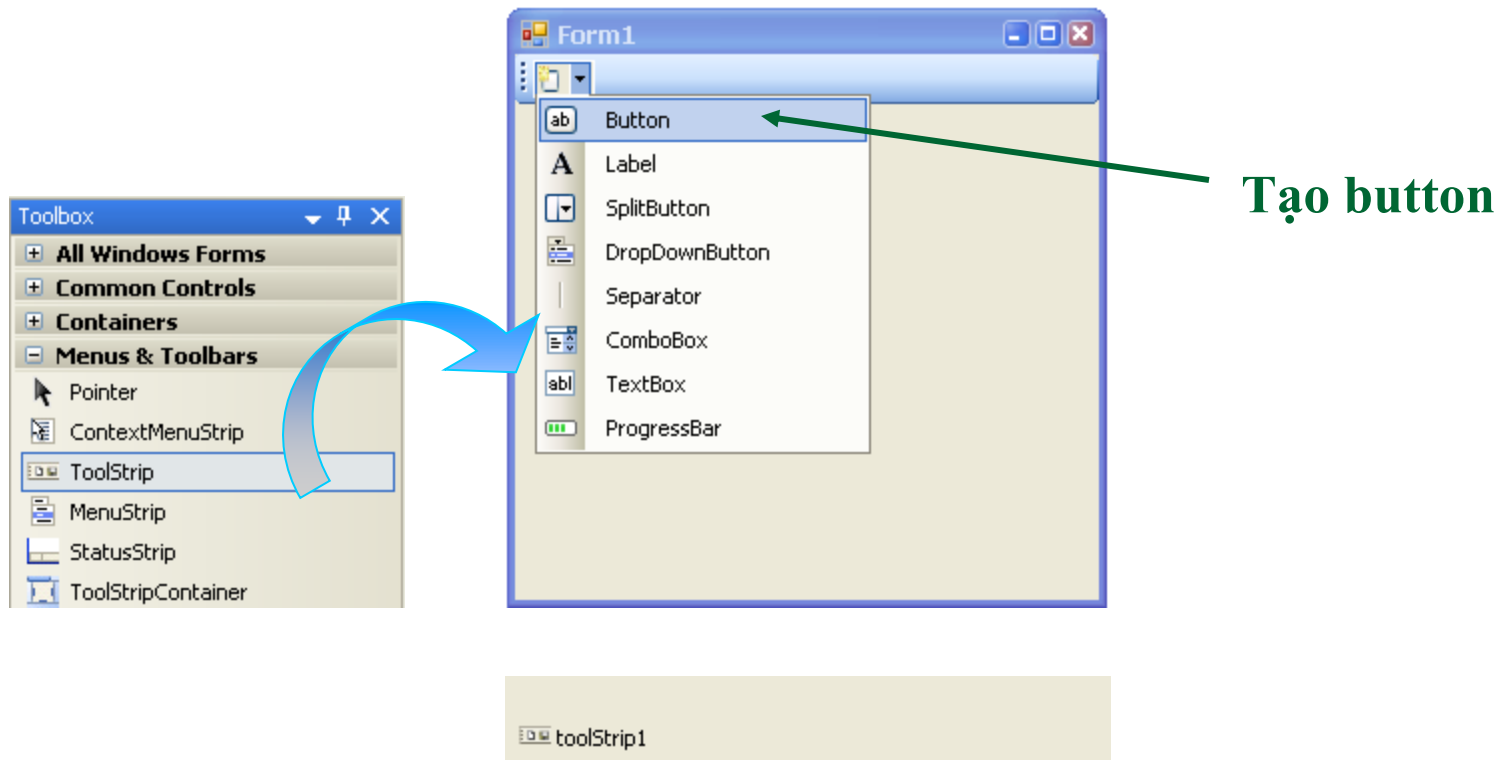 Form1
Button
Label
SplitButton
DropDownButton
Separator
ComboBox
TextBox
ProgressBar
Tạo button
Toolbox
All Windows Forms
Common Controls
Containers
Menus & Toolbars
Pointer
ContextMenuStrip
ToolStrip
MenuStrip
StatusStrip
ToolStripContainer
toolStrip1